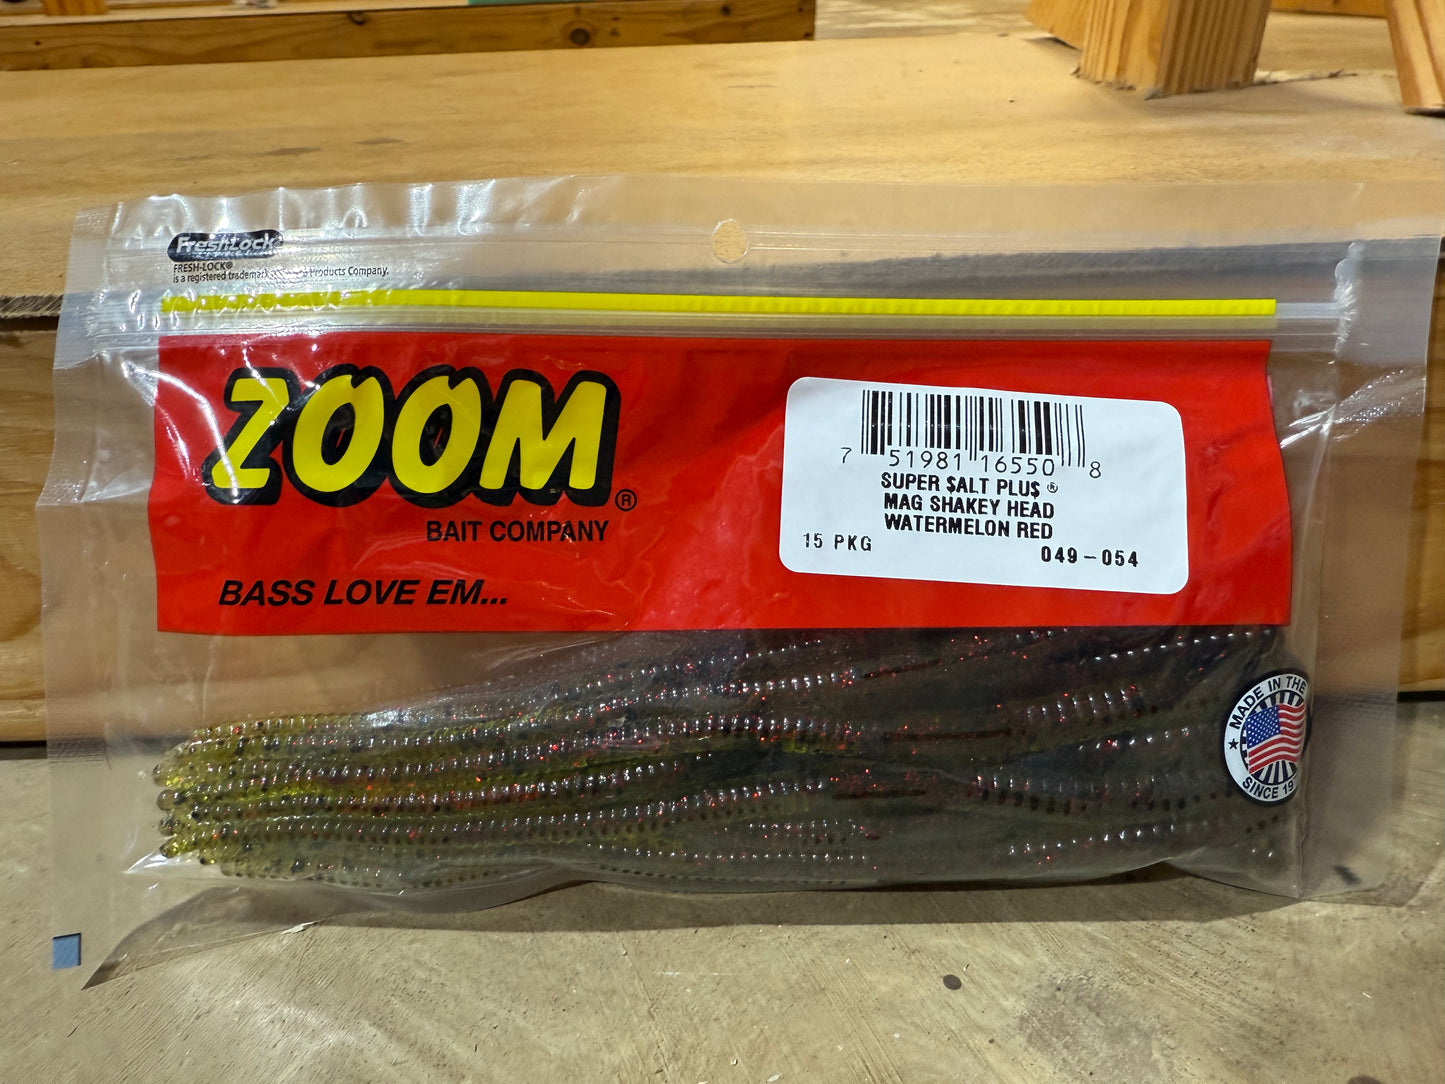 FreshLock
FRESH-LOCK®
is a registered trademark Products Company.
ZOOM®
BAIT COMPANY
BASS LOVE EM...
7 51981 16550 8
SUPER $ALT PLU$ ®
MAG SHAKEY HEAD
WATERMELON RED
15 PKG
049-054
MADE IN THE
SINCE 19